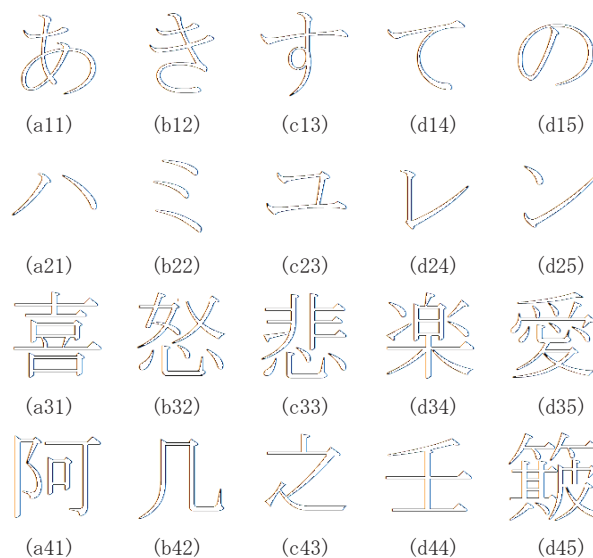 あ き す て の
(a11) (b12) (c13) (d14) (d15)
ハ ミ ユ レ ン
(a21) (b22) (c23) (d24) (d25)
喜 怒 悲 楽 愛
(a31) (b32) (c33) (d34) (d35)
阿 几 之 壬 簸
(a41) (b42) (c43) (d44) (d45)